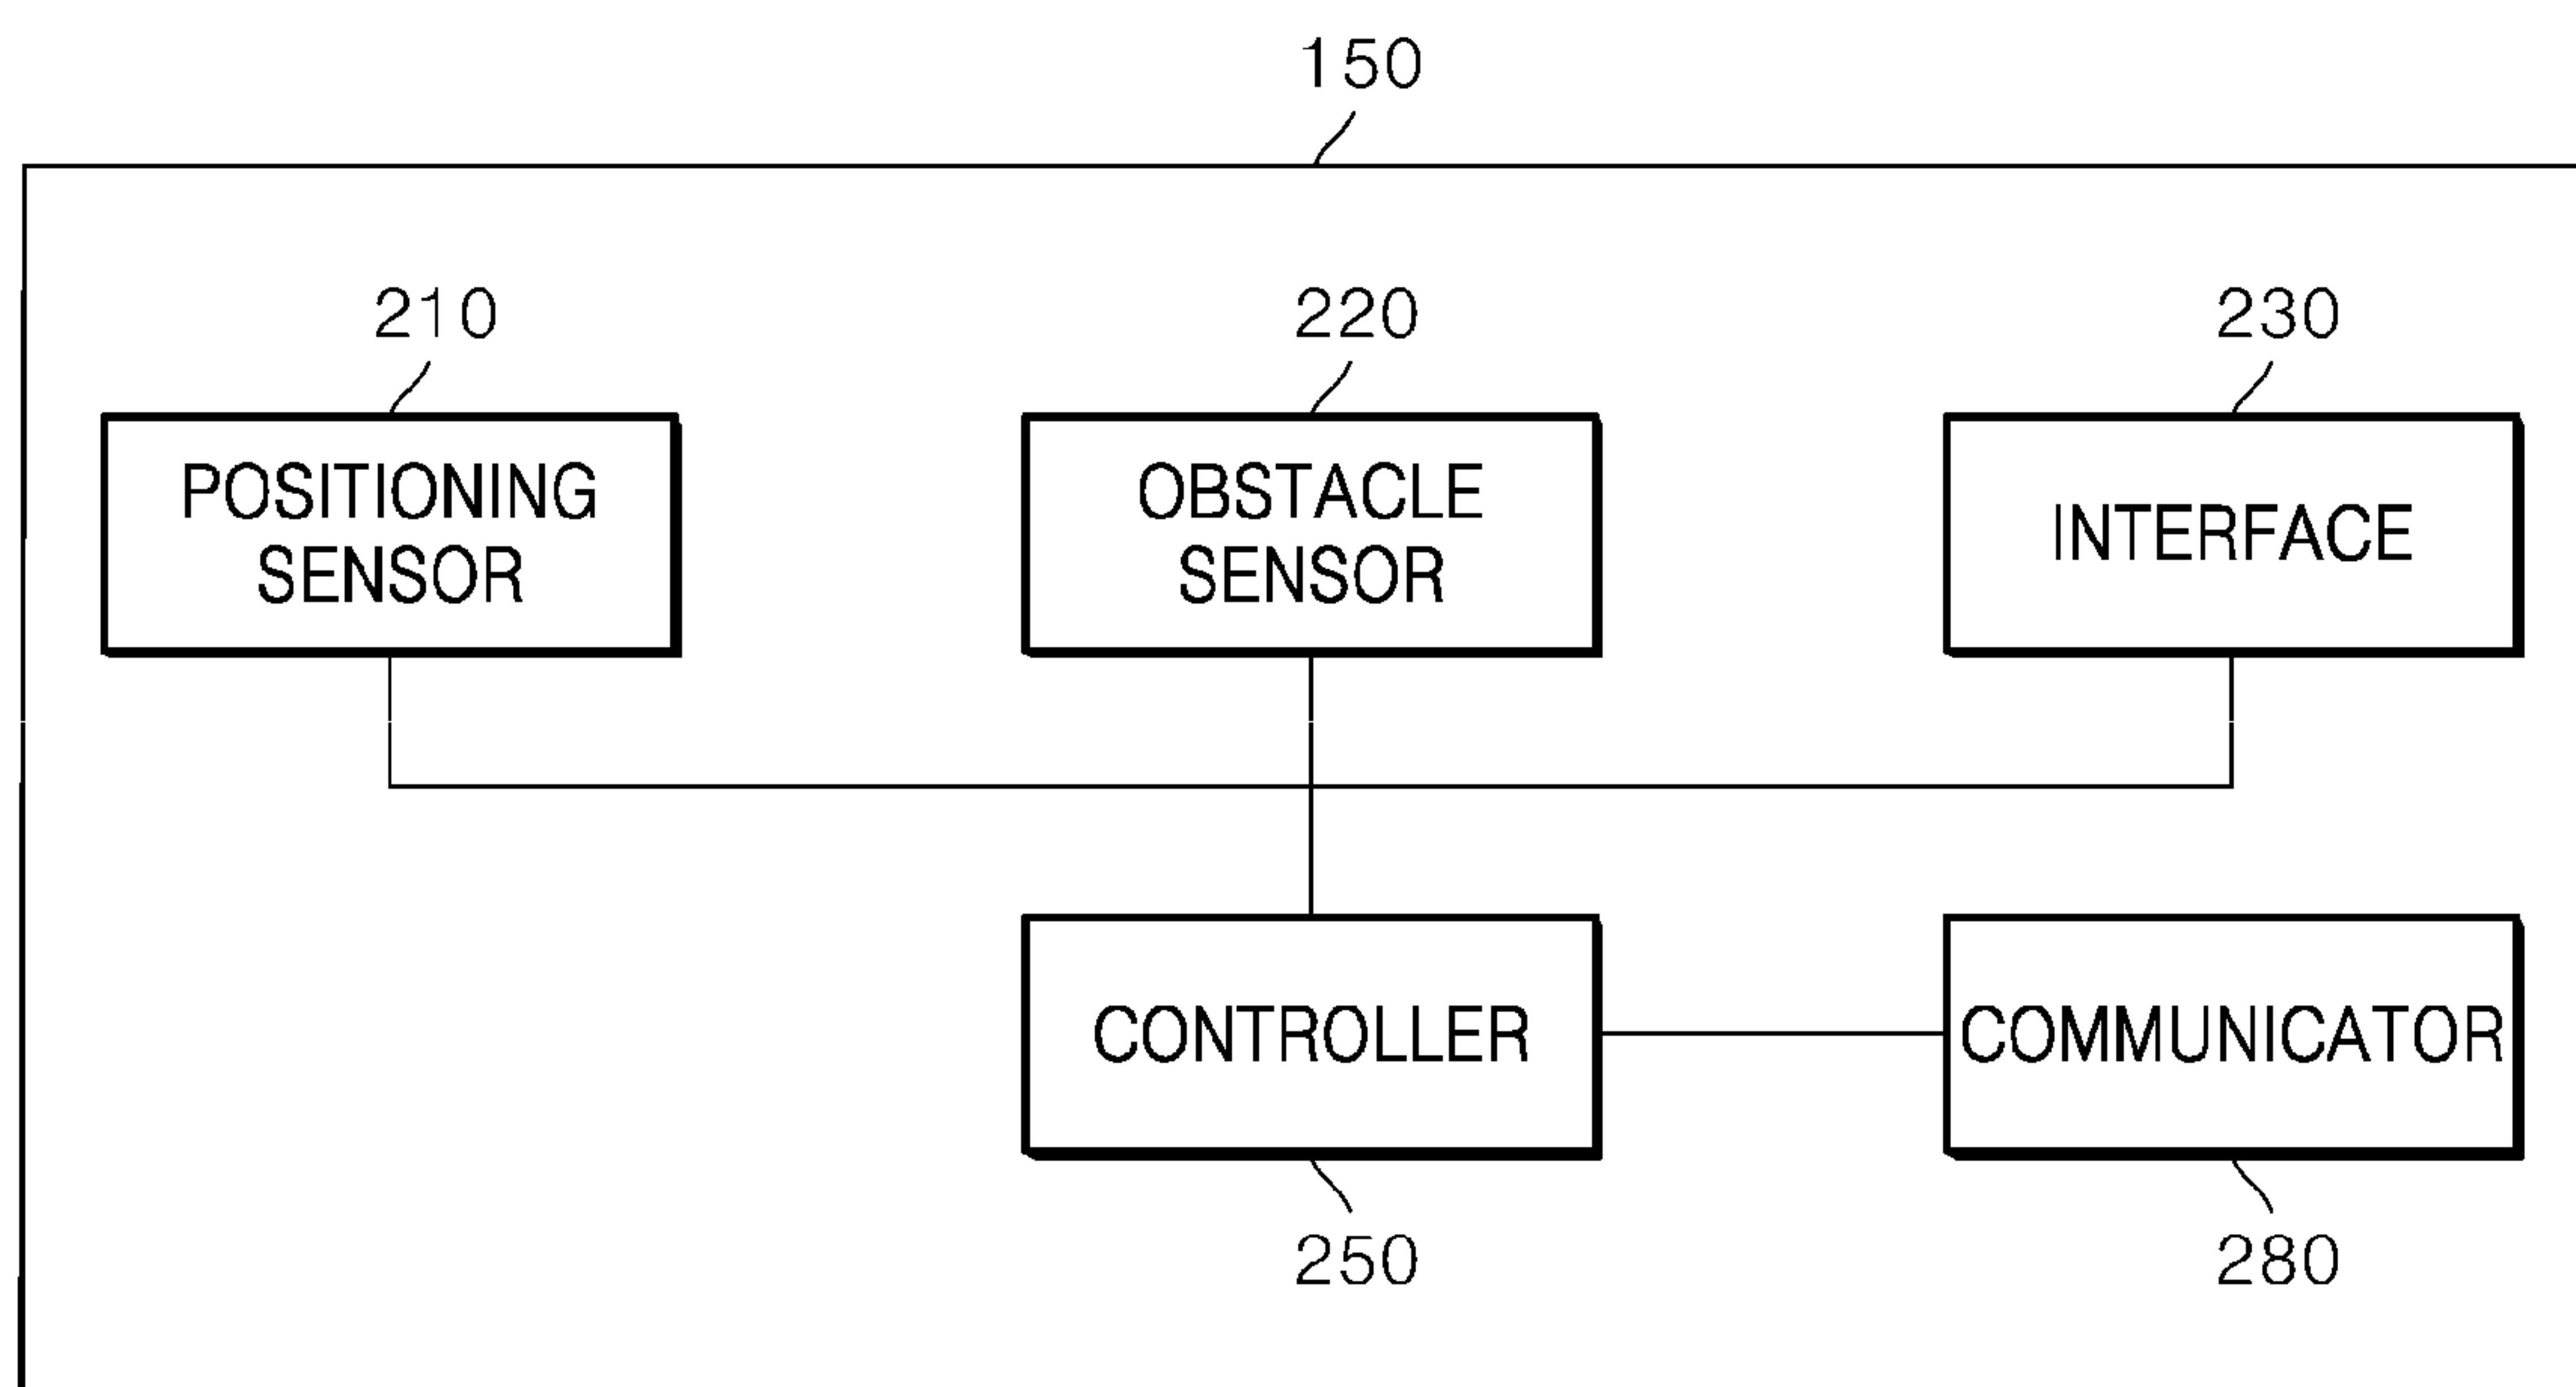 150
210
220
230
POSITIONING
SENSOR
OBSTACLE
SENSOR
INTERFACE
CONTROLLER
COMMUNICATOR
250
280